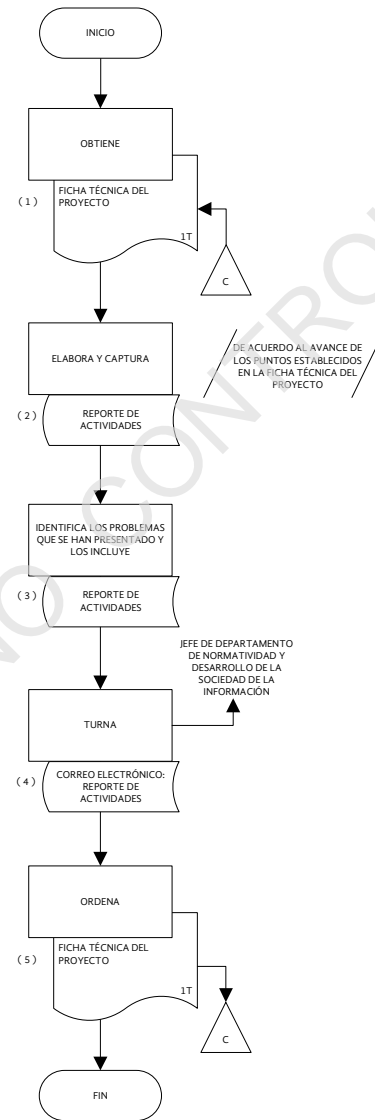 INICIO
OBTIENE
( 1 )
FICHA TÉCNICA DEL
PROYECTO
1T
C
ELABORA Y CAPTURA
DE ACUERDO AL AVANCE DE
LOS PUNTOS ESTABLECIDOS
EN LA FICHA TÉCNICA DEL
PROYECTO
( 2 )
REPORTE DE
ACTIVIDADES
IDENTIFICA LOS PROBLEMAS
QUE SE HAN PRESENTADO Y
LOS INCLUYE
( 3 )
REPORTE DE
ACTIVIDADES
JEFE DE DEPARTAMENTO
DE NORMATIVIDAD Y
DESARROLLO DE LA
SOCIEDAD DE LA
INFORMACIÓN
TURNA
( 4 )
CORREO ELECTRÓNICO:
REPORTE DE
ACTIVIDADES
ORDENA
( 5 )
FICHA TÉCNICA DEL
PROYECTO
1T
C
FIN
NO CONTRO